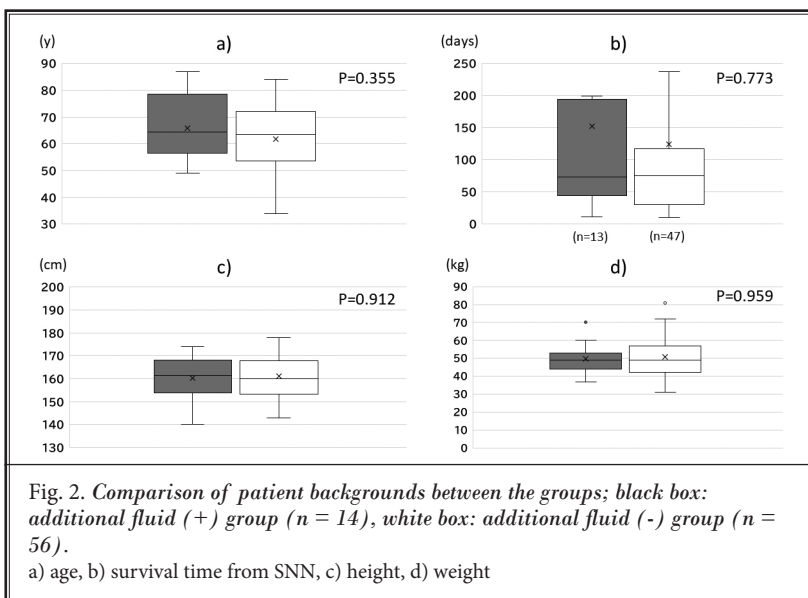 (y)
a)
P=0.355
90
80
70
60
50
40
30
(days)
b)
P=0.773
250
200
150
100
50
0
(n=13) (n=47)
(cm)
c)
P=0.912
200
190
180
170
160
150
140
130
(kg)
d)
P=0.959
90
80
70
60
50
40
30
20
10
0
Fig. 2. Comparison of patient backgrounds between the groups; black box:
additional fluid (+) group (n = 14), white box: additional fluid (-) group (n =
56).
a) age, b) survival time from SNN, c) height, d) weight